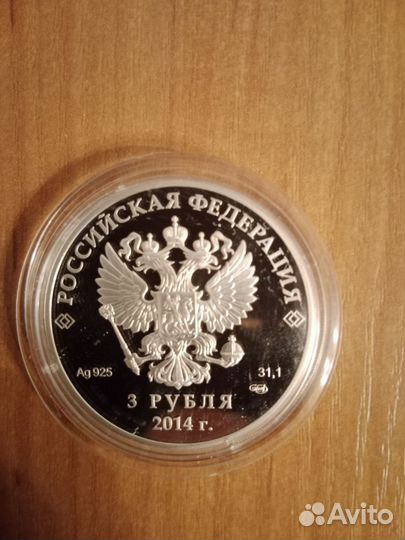 РОССИЙСКАЯ ФЕДЕРАЦИЯ
Ag 925
31,1
3 РУБЛЯ
2014 г.
Avito